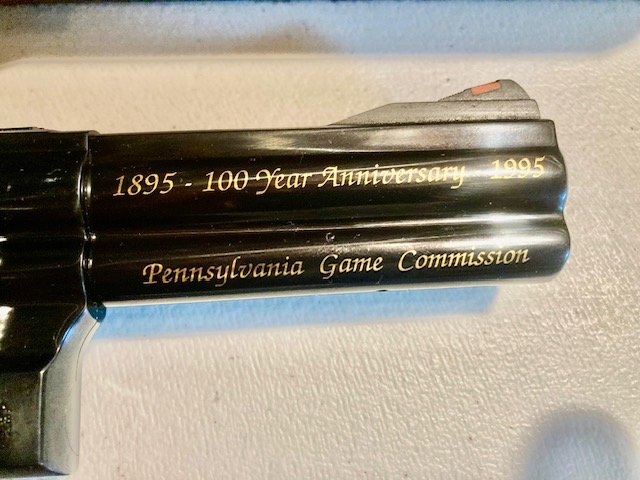 1895 - 100 Year Anniversary 1995
Pennsylvania Game Commission